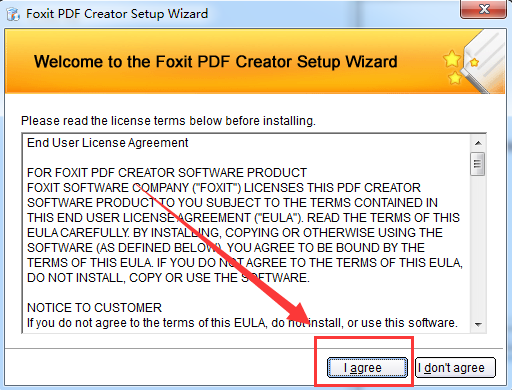 Foxit PDF Creator Setup Wizard
Welcome to the Foxit PDF Creator Setup Wizard
Please read the license terms below before installing.
End User License Agreement
FOR FOXIT PDF CREATOR SOFTWARE PRODUCT
FOXIT SOFTWARE COMPANY ("FOXIT") LICENSES THIS PDF CREATOR
SOFTWARE PRODUCT TO YOU SUBJECT TO THE TERMS CONTAINED IN
THIS END USER LICENSE AGREEMENT ("EULA"). READ THE TERMS OF THIS
EULA CAREFULLY. BY INSTALLING, COPYING OR OTHERWISE USING THE
SOFTWARE (AS DEFINED BELOW), YOU AGREE TO BE BOUND BY THE
TERMS OF THIS EULA. IF YOU DO NOT AGREE TO THE TERMS OF THIS EULA,
DO NOT INSTALL, COPY OR USE THE SOFTWARE.
NOTICE TO CUSTOMER
If you do not agree to the terms of this EULA, do not install, or use this software.
I agree
I don't agree